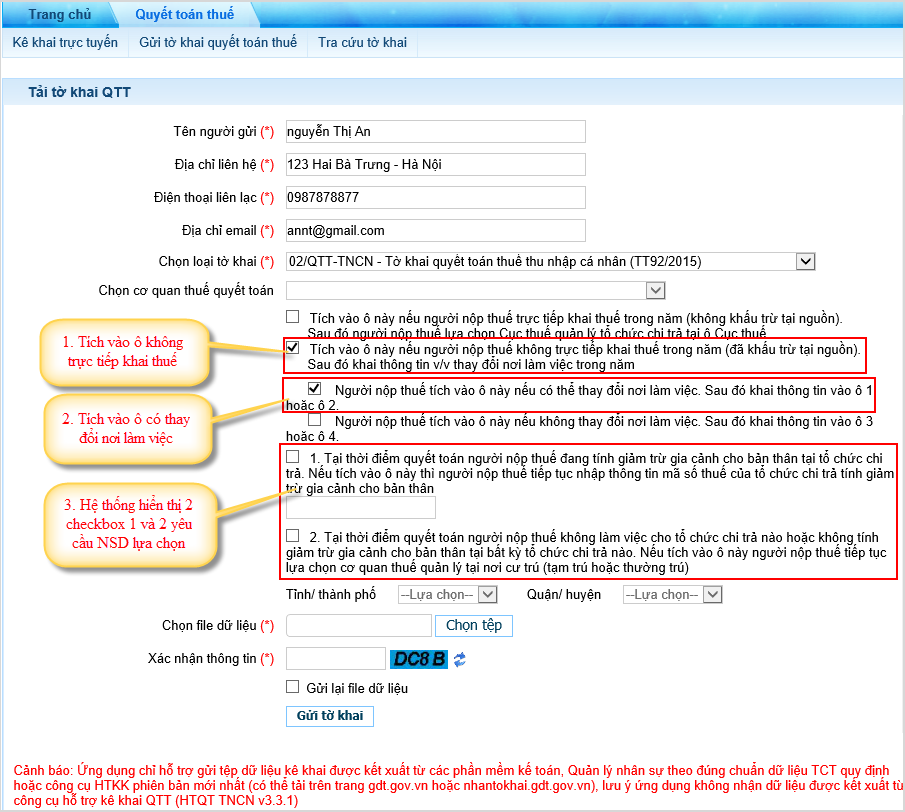 Trang chủ Quyết toán thuế
Kê khai trực tuyến Gửi tờ khai quyết toán thuế Tra cứu tờ khai
Tải tờ khai QTT
Tên người gửi (*) nguyễn Thị An
Địa chỉ liên hệ (*) 123 Hai Bà Trưng - Hà Nội
Điện thoại liên lạc (*) 0987878877
Địa chỉ email (*) annt@gmail.com
Chọn loại tờ khai (*) 02/QTT-TNCN - Tờ khai quyết toán thuế thu nhập cá nhân (TT92/2015)
Chọn cơ quan thuế quyết toán
Tích vào ô này nếu người nộp thuế trực tiếp khai thuế trong năm (không khấu trừ tại nguồn).
Sau đó người nộp thuế lựa chọn Cục thuế quản lý tổ chức chi trả tại ô Cục thuế
1. Tích vào ô không
trực tiếp khai thuế
Tích vào ô này nếu người nộp thuế không trực tiếp khai thuế trong năm (đã khấu trừ tại nguồn).
Sau đó khai thông tin v/v thay đổi nơi làm việc trong năm
2. Tich vào ô có thay
đổi nơi làm việc
Người nộp thuế tích vào ô này nếu có thể thay đổi nơi làm việc. Sau đó khai thông tin vào ô 1
hoặc ô 2.
Người nộp thuế tích vào ô này nếu không thay đổi nơi làm việc. Sau đó khai thông tin vào ô 3
hoặc ô 4.
3. Hệ thống hiển thị 2
checkbox 1 và 2 yêu
cầu NSD lựa chọn
1. Tại thời điểm quyết toán người nộp thuế đang tính giảm trừ gia cảnh cho bản thân tại tổ chức chi
trả. Nếu tích vào ô này thì người nộp thuế tiếp tục nhập thông tin mã số thuế của tổ chức chi trả tính giảm
trừ gia cảnh cho bản thân
2. Tại thời điểm quyết toán người nộp thuế không làm việc cho tổ chức chi trả nào hoặc không tính
giảm trừ gia cảnh cho bản thân tại bất kỳ tổ chức chi trả nào. Nếu tích vào ô này người nộp thuế tiếp tục
lựa chọn cơ quan thuế quản lý tại nơi cư trú (tạm trú hoặc thường trú)
Tỉnh/ thành phố --Lựa chọn-- Quận/ huyện --Lựa chọn--
Chọn file dữ liệu (*) Chọn tệp
Xác nhận thông tin (*) DC8 B
Gửi lại file dữ liệu
Gửi tờ khai
Cảnh báo: Ứng dụng chỉ hỗ trợ gửi tệp dữ liệu kê khai được kết xuất từ các phần mềm kế toán, Quản lý nhân sự theo đúng chuẩn dữ liệu TCT quy định
hoặc công cụ HTKK phiên bản mới nhất (có thể tải trên trang gdt.gov.vn hoặc nhantokhai.gdt.gov.vn), lưu ý ứng dụng không nhận dữ liệu được kết xuất từ
công cụ hỗ trợ kê khai QTT (HTQT TNCN v3.3.1)